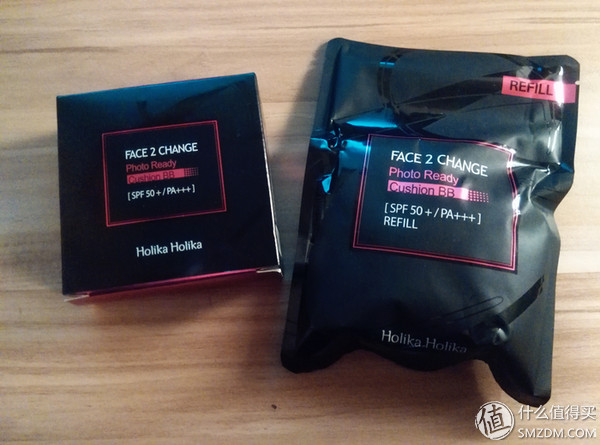 FACE 2 CHANGE
Photo Ready
Cushion BB
[SPF 50+/PA+++]
Holika Holika
REFILL
FACE 2 CHANGE
Photo Ready
Cushion BB
[SPF 50+/PA+++]
REFILL
Holika Holika
值 什么值得买
SMZDM.COM